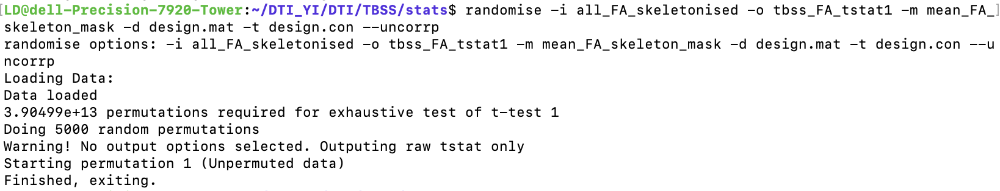 [LD@dell-Precision-7920-Tower:~/DTI_YI/DTI/TBSS/stats$ randomise -i all_FA_skeletonised -o tbss_FA_tstat1 -m mean_FA_]
skeleton_mask -d design.mat -t design.con --uncorrp
randomise options: -i all_FA_skeletonised -o tbss_FA_tstat1 -m mean_FA_skeleton_mask -d design.mat -t design.con --u
ncorrp
Loading Data:
Data loaded
3.90499e+13 permutations required for exhaustive test of t-test 1
Doing 5000 random permutations
Warning! No output options selected. Outputing raw tstat only
Starting permutation 1 (Unpermuted data)
Finished, exiting.